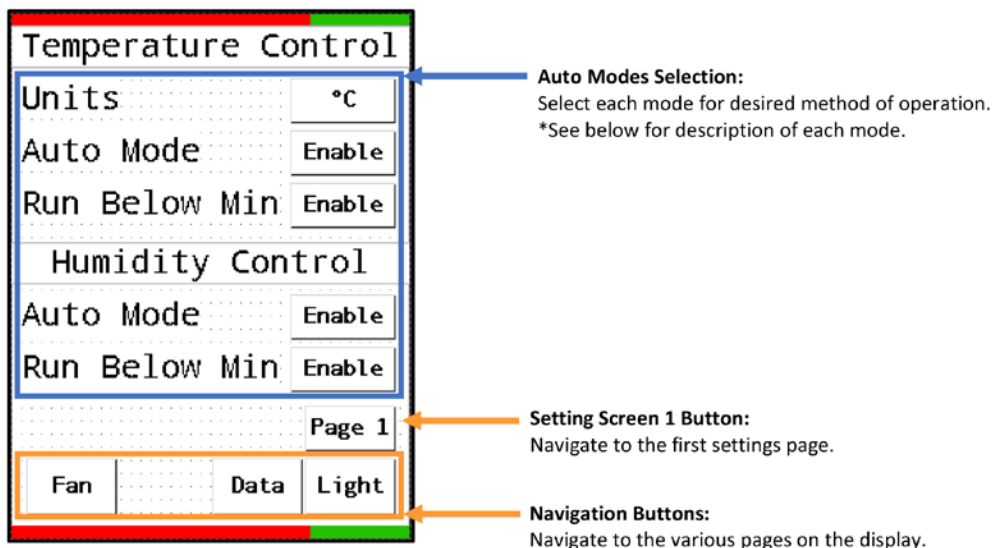 Temperature Control
Units °C
Auto Mode Enable
Run Below Min Enable
Humidity Control
Auto Mode Enable
Run Below Min Enable
Page 1
Fan Data Light
Auto Modes Selection:
Select each mode for desired method of operation.
*See below for description of each mode.
Setting Screen 1 Button:
Navigate to the first settings page.
Navigation Buttons:
Navigate to the various pages on the display.